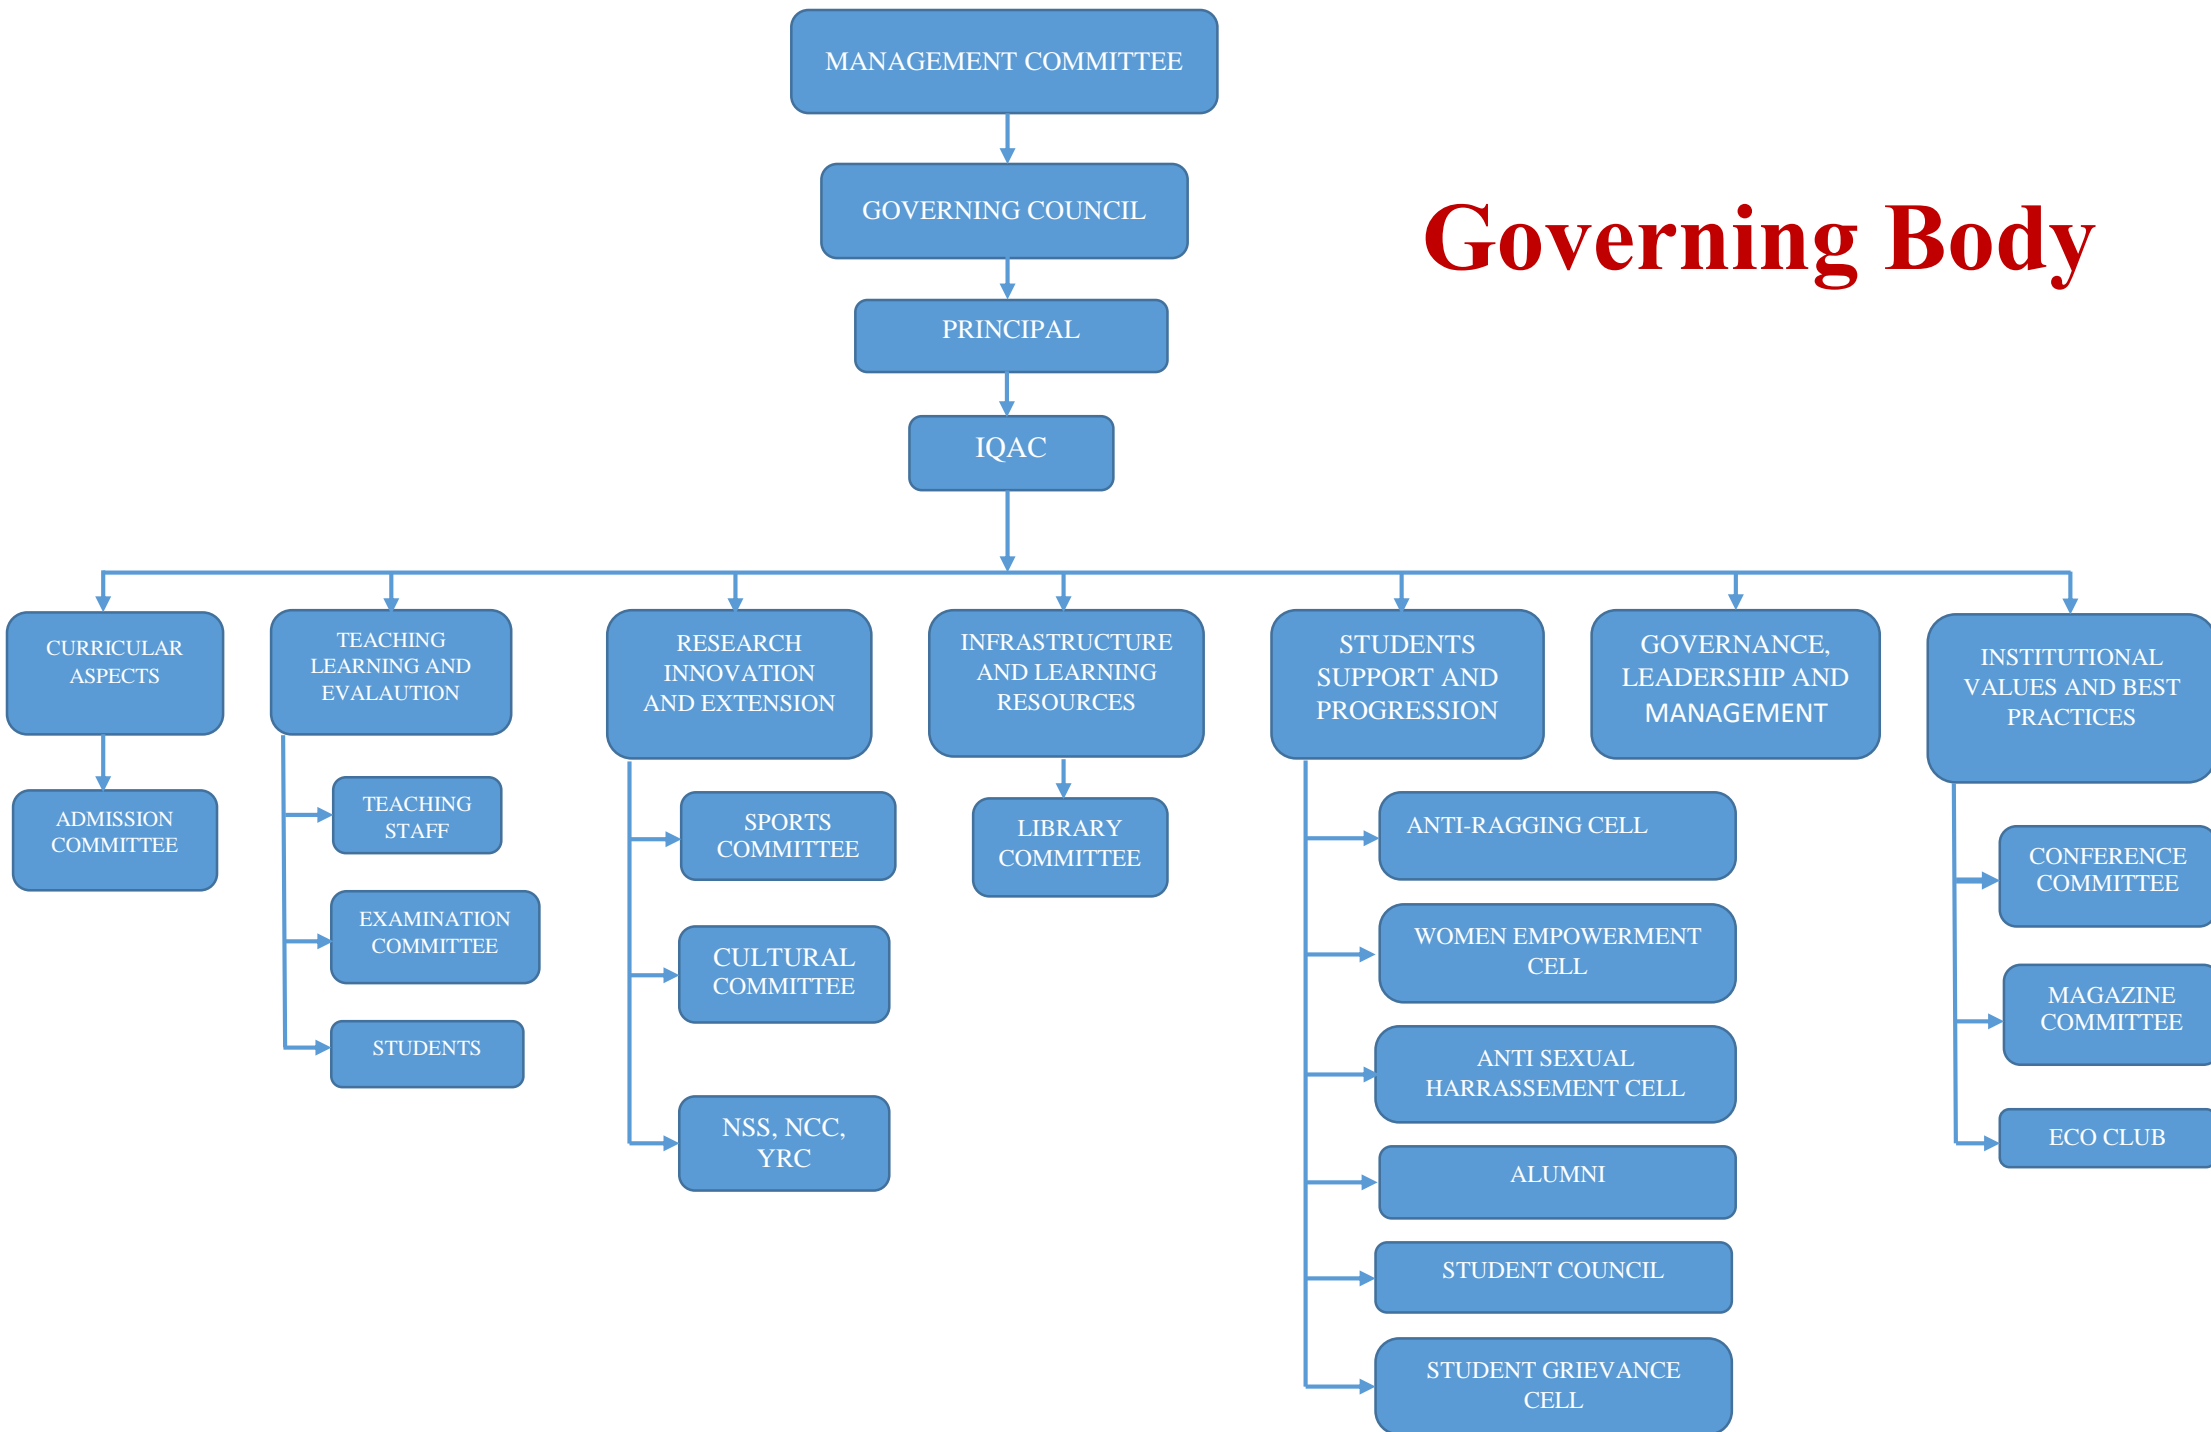 MANAGEMENT COMMITTEE
GOVERNING COUNCIL
Governing Body
PRINCIPAL
IQAC
CURRICULAR
ASPECTS
TEACHING
LEARNING AND
EVALAUTION
RESEARCH
INNOVATION
AND EXTENSION
INFRASTRUCTURE
AND LEARNING
RESOURCES
STUDENTS
SUPPORT AND
PROGRESSION
GOVERNANCE,
LEADERSHIP AND
MANAGEMENT
INSTITUTIONAL
VALUES AND BEST
PRACTICES
ADMISSION
COMMITTEE
TEACHING
STAFF
EXAMINATION
COMMITTEE
STUDENTS
SPORTS
COMMITTEE
CULTURAL
COMMITTEE
NSS, NCC,
YRC
LIBRARY
COMMITTEE
ANTI-RAGGING CELL
WOMEN EMPOWERMENT
CELL
ANTI SEXUAL
HARRASSEMENT CELL
ALUMNI
STUDENT COUNCIL
STUDENT GRIEVANCE
CELL
CONFERENCE
COMMITTEE
MAGAZINE
COMMITTEE
ECO CLUB